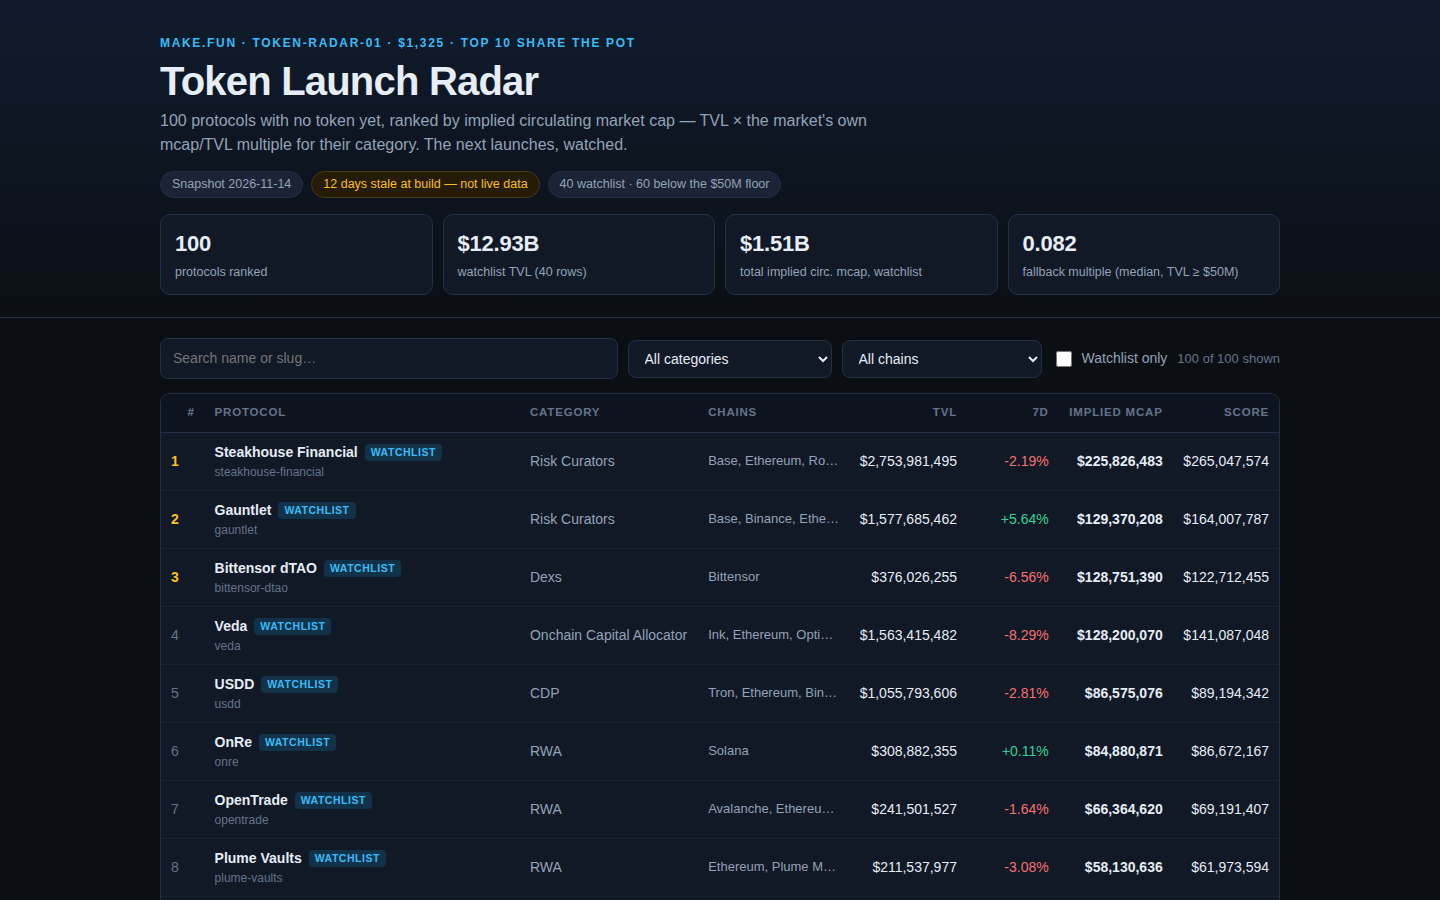 MAKE.FUN · TOKEN-RADAR-01 · $1,325 · TOP 10 SHARE THE POT
Token Launch Radar
100 protocols with no token yet, ranked by implied circulating market cap — TVL × the market's own
mcap/TVL multiple for their category. The next launches, watched.
Snapshot 2026-11-14 12 days stale at build — not live data 40 watchlist · 60 below the $50M floor
100 $12.93B $1.51B 0.082
protocols ranked watchlist TVL (40 rows) total implied circ. mcap, watchlist fallback multiple (median, TVL ≥ $50M)
Search name or slug… All categories All chains Watchlist only 100 of 100 shown
# PROTOCOL CATEGORY CHAINS TVL 7D IMPLIED MCAP SCORE
1 Steakhouse Financial WATCHLIST Risk Curators Base, Ethereum, Ro… $2,753,981,495 -2.19% $225,826,483 $265,047,574
steakhouse-financial
2 Gauntlet WATCHLIST Risk Curators Base, Binance, Ethe… $1,577,685,462 +5.64% $129,370,208 $164,007,787
gauntlet
3 Bittensor dTAO WATCHLIST Dexs Bittensor $376,026,255 -6.56% $128,751,390 $122,712,455
bittensor-dtao
4 Veda WATCHLIST Onchain Capital Allocator Ink, Ethereum, Opti… $1,563,415,482 -8.29% $128,200,070 $141,087,048
veda
5 USDD WATCHLIST CDP Tron, Ethereum, Bin… $1,055,793,606 -2.81% $86,575,076 $89,194,342
usdd
6 OnRe WATCHLIST RWA Solana $308,882,355 +0.11% $84,880,871 $86,672,167
onre
7 OpenTrade WATCHLIST RWA Avalanche, Ethereu… $241,501,527 -1.64% $66,364,620 $69,191,407
opentrade
8 Plume Vaults WATCHLIST RWA Ethereum, Plume M… $211,537,977 -3.08% $58,130,636 $61,973,594
plume-vaults